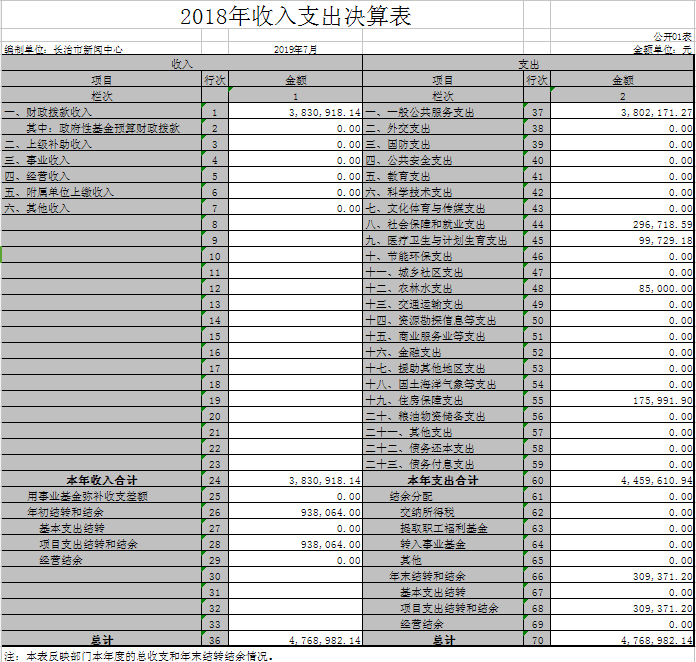 2018年收入支出决算表
公开01表
编制单位：长治市新闻中心 2019年7月 金额单位：元
收入 支出
项目 行次 金额 项目 行次 金额
栏次 1 栏次 2
一、财政拨款收入 1 3,830,918.14 一、一般公共服务支出 37 3,802,171.27
其中：政府性基金预算财政拨款 2 0.00 二、外交支出 38 0.00
二、上级补助收入 3 0.00 三、国防支出 39 0.00
三、事业收入 4 0.00 四、公共安全支出 40 0.00
四、经营收入 5 0.00 五、教育支出 41 0.00
五、附属单位上缴收入 6 0.00 六、科学技术支出 42 0.00
六、其他收入 7 0.00 七、文化体育与传媒支出 43 0.00
8 八、社会保障和就业支出 44 296,718.59
9 九、医疗卫生与计划生育支出 45 99,729.18
10 十、节能环保支出 46 0.00
11 十一、城乡社区支出 47 0.00
12 十二、农林水支出 48 85,000.00
13 十三、交通运输支出 49 0.00
14 十四、资源勘探信息等支出 50 0.00
15 十五、商业服务业等支出 51 0.00
16 十六、金融支出 52 0.00
17 十七、援助其他地区支出 53 0.00
18 十八、国土海洋气象等支出 54 0.00
19 十九、住房保障支出 55 175,991.90
20 二十、粮油物资储备支出 56 0.00
21 二十一、其他支出 57 0.00
22 二十二、债务还本支出 58 0.00
23 二十三、债务付息支出 59 0.00
本年收入合计 24 3,830,918.14 本年支出合计 60 4,459,610.94
用事业基金弥补收支差额 25 0.00 结余分配 61 0.00
年初结转和结余 26 938,064.00 交纳所得税 62 0.00
基本支出结转 27 0.00 提取职工福利基金 63 0.00
项目支出结转和结余 28 938,064.00 转入事业基金 64 0.00
经营结余 29 0.00 其他 65 0.00
30 年末结转和结余 66 309,371.20
31 基本支出结转 67 0.00
32 项目支出结转和结余 68 309,371.20
33 经营结余 69 0.00
总计 36 4,768,982.14 总计 70 4,768,982.14
注：本表反映部门本年度的总收支和年末结转结余情况。